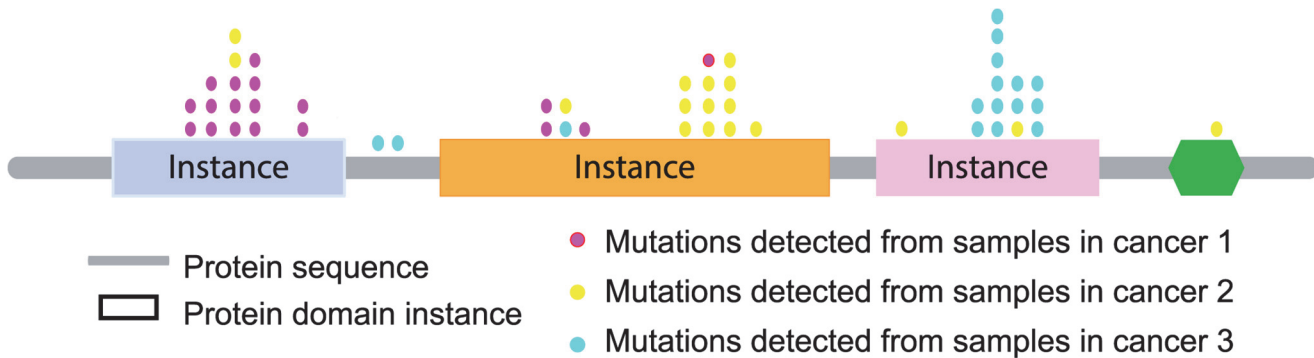 Instance
Instance
Instance
Protein sequence
Protein domain instance
Mutations detected from samples in cancer 1
Mutations detected from samples in cancer 2
Mutations detected from samples in cancer 3